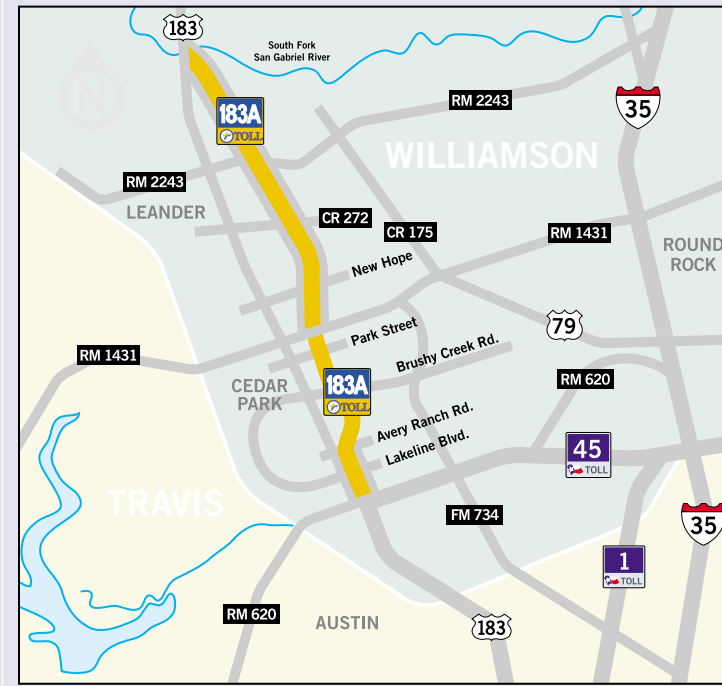 183
South Fork
San Gabriel River
N
183A
TOLL
RM 2243
35
WILLIAMSON
RM 2243
LEANDER
CR 272
CR 175
RM 1431
ROUND
ROCK
New Hope
79
Park Street
RM 1431
Brushy Creek Rd.
CEDAR
PARK
183A
TOLL
RM 620
Avery Ranch Rd.
Lakeline Blvd.
45
TOLL
TRAVIS
FM 734
35
1
TOLL
RM 620
AUSTIN
183